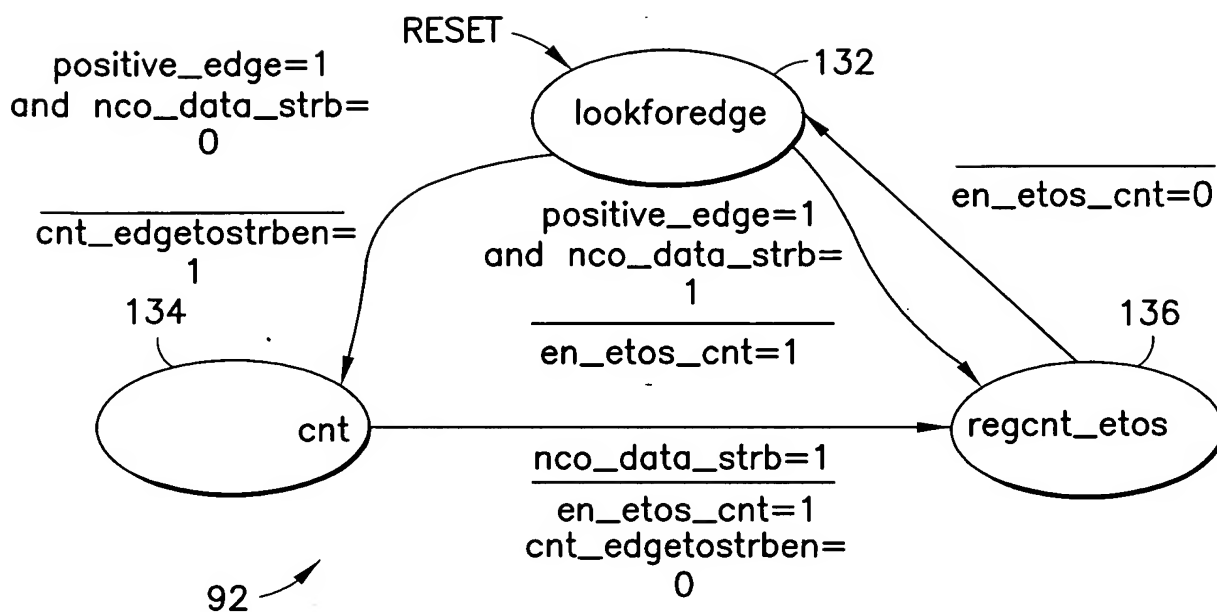 RESET
132
lookforedge
positive_edge=1
and nco_data_strb=
0
cnt_edgetostrben=
1
positive_edge=1
and nco_data_strb=
1
en_etos_cnt=1
en_etos_cnt=0
134
cnt
136
regcnt_etos
nco_data_strb=1
en_etos_cnt=1
cnt_edgetostrben=
0
92